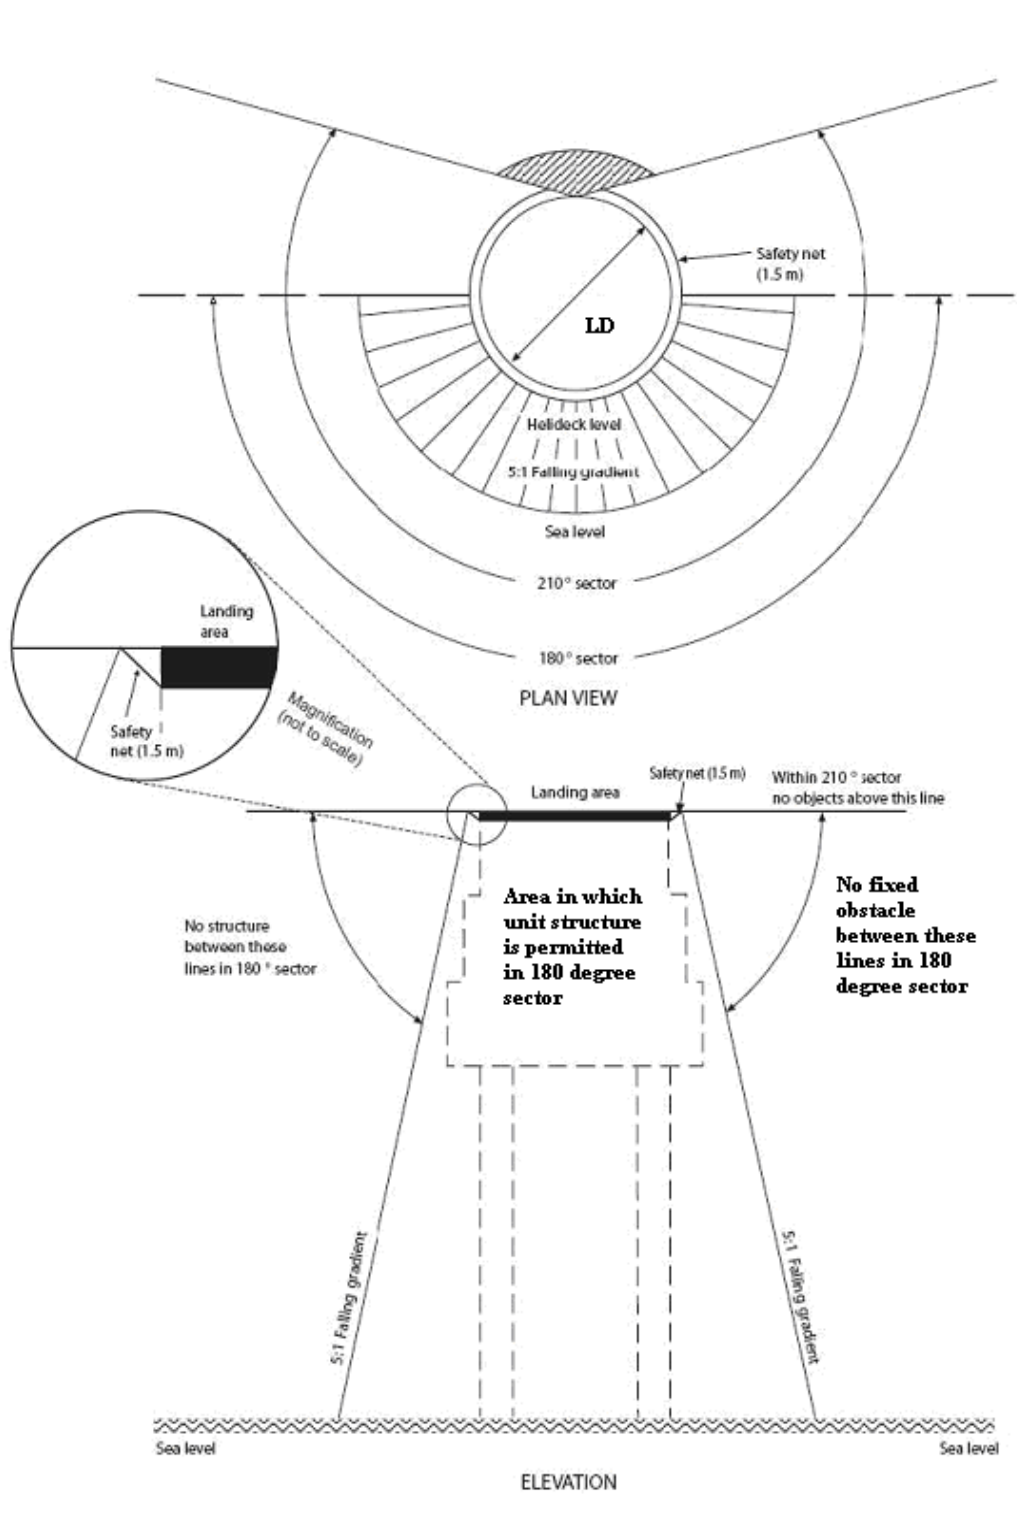 Safety net
(1.5 m)
LD
Helideck level
5:1 Falling gradient
Sea level
210° sector
180° sector
PLAN VIEW
Landing
area
Safety
net (1.5 m)
Magnification
(not to scale)
Landing area
Safety net (1.5 m)
Within 210° sector
no objects above this line
No structure
between these
lines in 180° sector
Area in which
unit structure
is permitted
in 180 degree
sector
No fixed
obstacle
between these
lines in 180
degree sector
5:1 Falling gradient
5:1 Falling gradient
Sea level
Sea level
ELEVATION